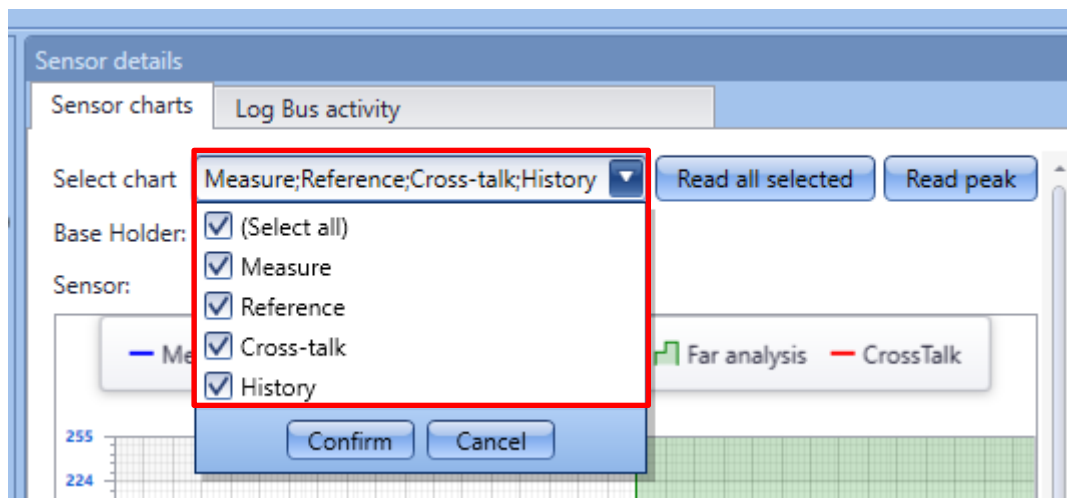 Sensor details
Sensor charts Log Bus activity
Select chart Measure;Reference;Cross-talk;History Read all selected Read peak
Base Holder: (Select all)
Measure
Sensor: Reference
Cross-talk
Far analysis CrossTalk
History
Confirm Cancel
255
224